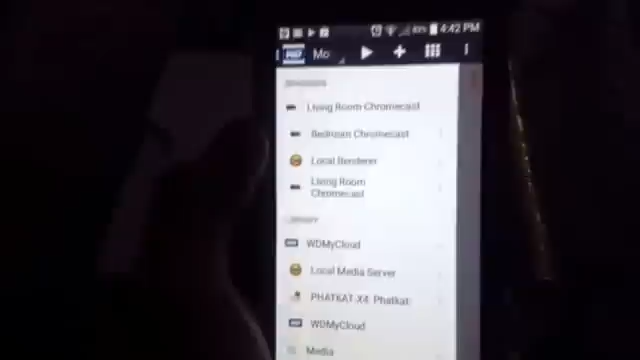 4:42 PM
Mo
Living Room Chromecast
Bedroom Chromecast
Local Renderer
Living Room
Chromecast
LIBRARY
WDMyCloud
Local Media Server
PHATKAT-X4: Phatkat:
WDMyCloud
Media